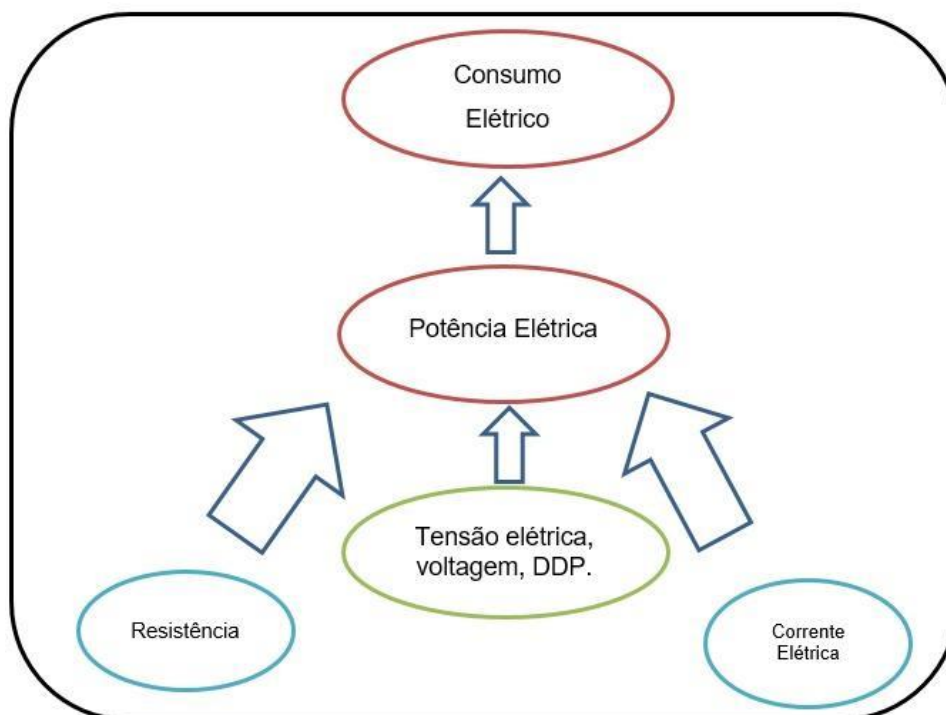 Consumo
Elétrico
Potência Elétrica
Tensão elétrica,
voltagem, DDP.
Resistência
Corrente
Elétrica